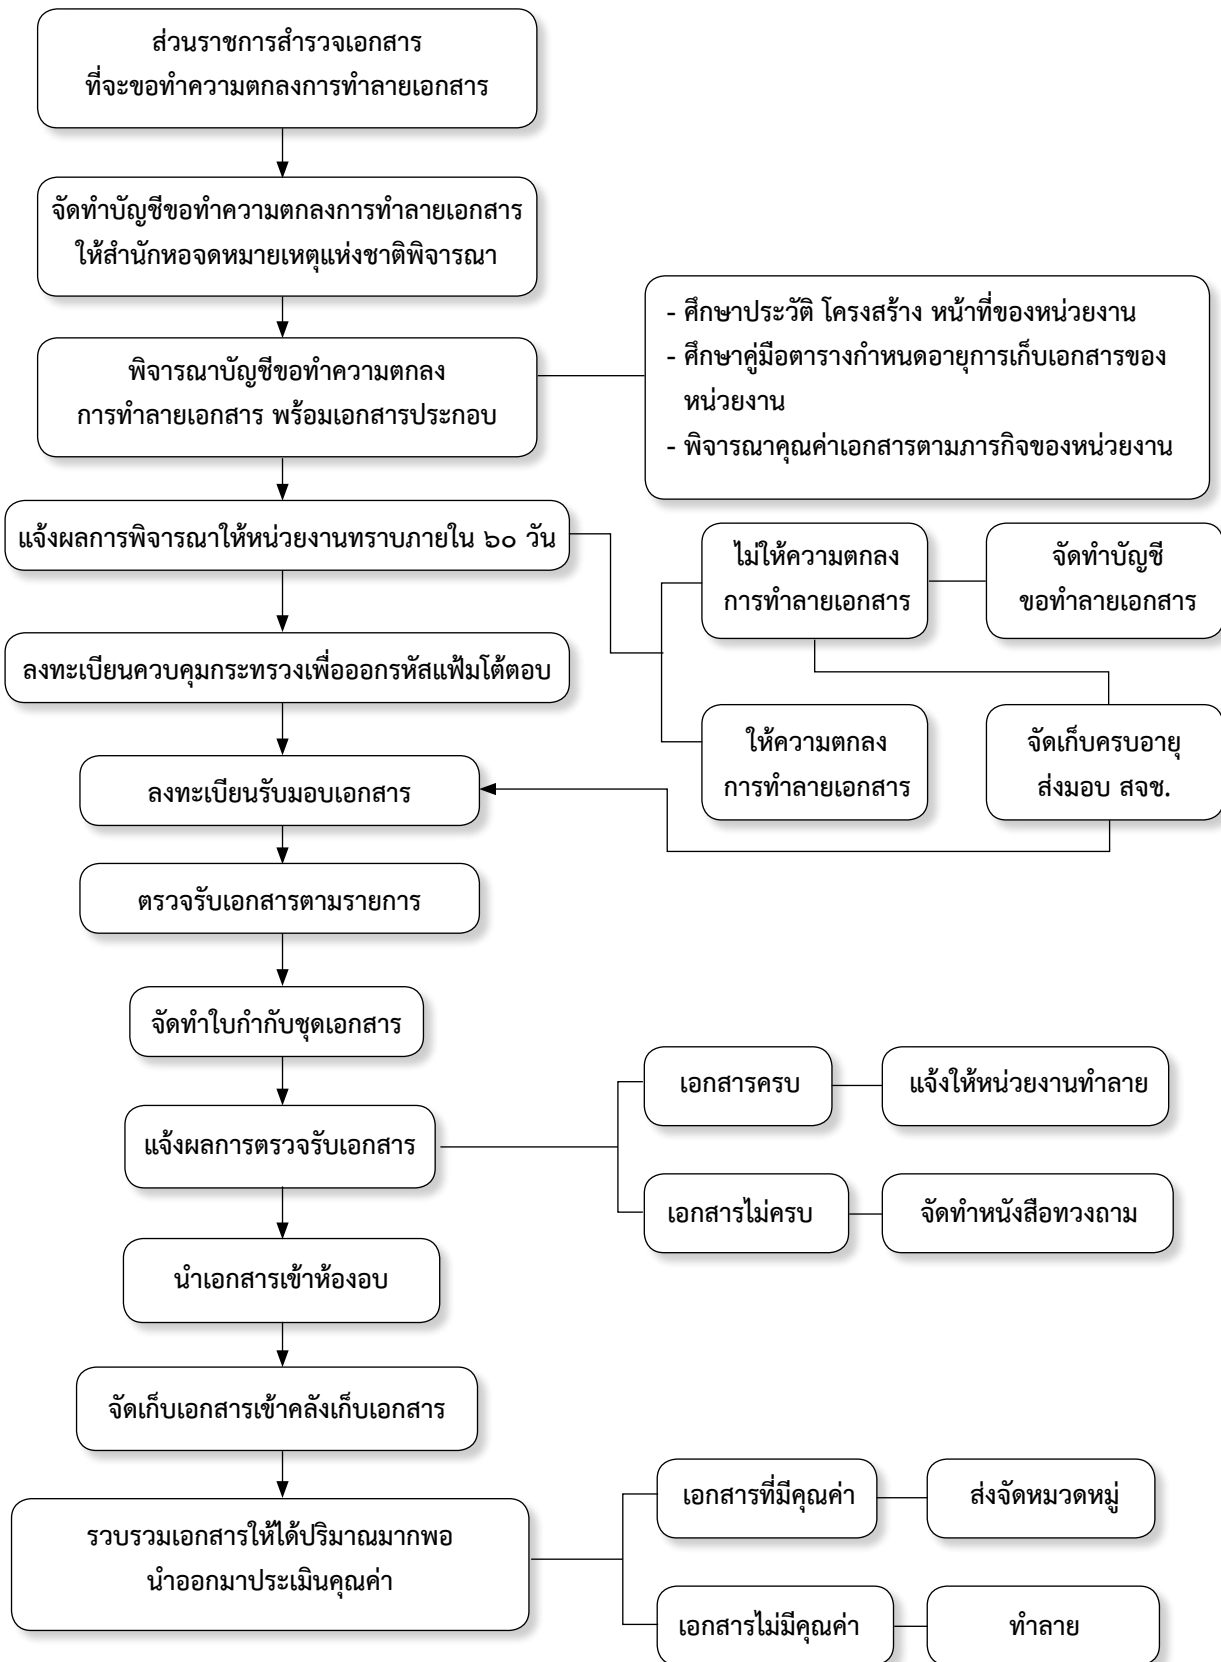 ส่วนราชการสำรวจเอกสาร
ที่จะขอทำความตกลงการทำลายเอกสาร
จัดทำบัญชีขอทำความตกลงการทำลายเอกสาร
ให้สำนักหอจดหมายเหตุแห่งชาติพิจารณา
พิจารณาบัญชีขอทำความตกลง
การทำลายเอกสาร พร้อมเอกสารประกอบ
- ศึกษาประวัติ โครงสร้าง หน้าที่ของหน่วยงาน
- ศึกษาคู่มือตารางกำหนดอายุการเก็บเอกสารของ
หน่วยงาน
- พิจารณาคุณค่าเอกสารตามภารกิจของหน่วยงาน
แจ้งผลการพิจารณาให้หน่วยงานทราบภายใน ๖๐ วัน
ไม่ให้ความตกลง
การทำลายเอกสาร
จัดทำบัญชี
ขอทำลายเอกสาร
ลงทะเบียนควบคุมกระทรวงเพื่อออกรหัสแฟ้มโต้ตอบ
ให้ความตกลง
การทำลายเอกสาร
จัดเก็บครบอายุ
ส่งมอบ สจช.
ลงทะเบียนรับมอบเอกสาร
ตรวจรับเอกสารตามรายการ
จัดทำใบกำกับชุดเอกสาร
แจ้งผลการตรวจรับเอกสาร
เอกสารครบ
แจ้งให้หน่วยงานทำลาย
เอกสารไม่ครบ
จัดทำหนังสือทวงถาม
นำเอกสารเข้าห้องอบ
จัดเก็บเอกสารเข้าคลังเก็บเอกสาร
รวบรวมเอกสารให้ได้ปริมาณมากพอ
นำออกมาประเมินคุณค่า
เอกสารที่มีคุณค่า
ส่งจัดหมวดหมู่
เอกสารไม่มีคุณค่า
ทำลาย